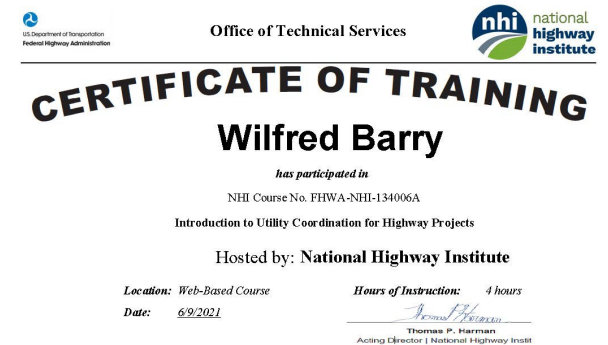 U.S. Department of Transportation
Federal Highway Administration
Office of Technical Services
nhi national highway institute
CERTIFICATE OF TRAINING
Wilfred Barry
has participated in
NHI Course No. FHWA-NHI-134006A
Introduction to Utility Coordination for Highway Projects
Hosted by: National Highway Institute
Location: Web-Based Course
Hours of Instruction: 4 hours
Date: 6/9/2021
Thomas P. Harman
Thomas P. Harman
Acting Director | National Highway Instit